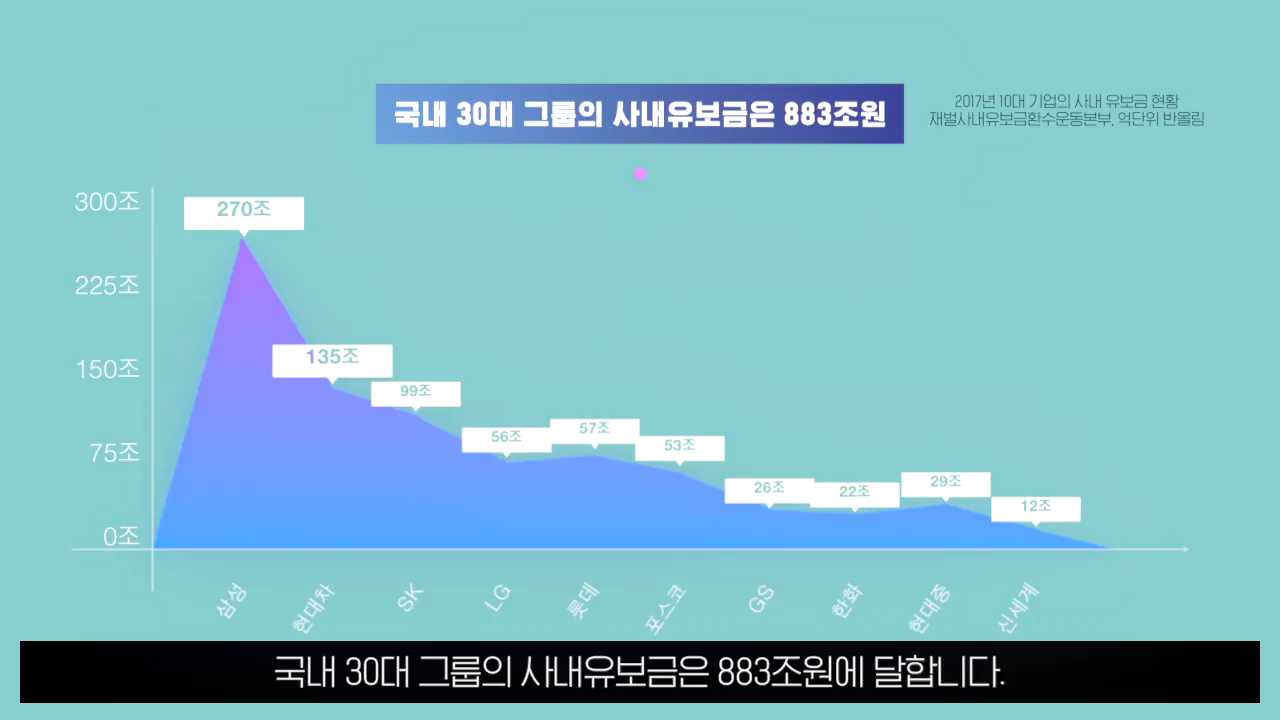 국내 30대 그룹의 사내유보금은 883조원
2017년 10대 기업의 사내 유보금 현황
재벌사내유보금환수운동본부, 억단위 반올림
300조
225조
150조
75조
0조
270조
135조
99조
56조
57조
53조
26조
22조
29조
12조
삼성
현대차
SK
LG
롯데
포스코
GS
한화
현대중
신세계
국내 30대 그룹의 사내유보금은 883조원에 달합니다.